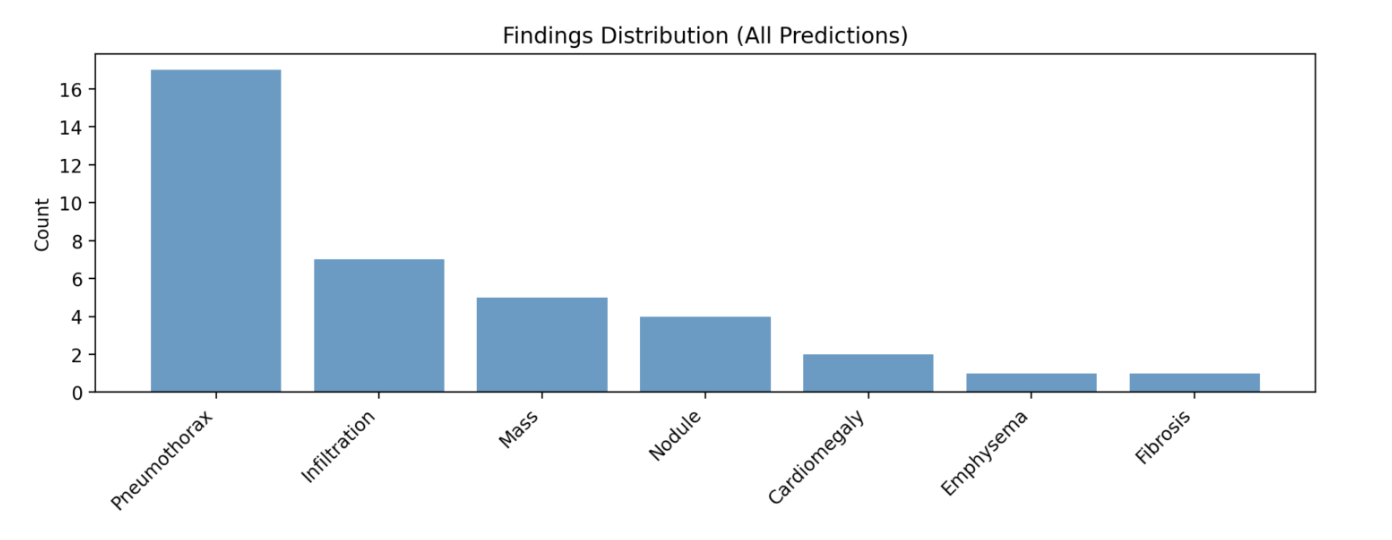 Findings Distribution (All Predictions)
Count
16
14
12
10
8
6
4
2
0
Pneumothorax
Infiltration
Mass
Nodule
Cardiomegaly
Emphysema
Fibrosis